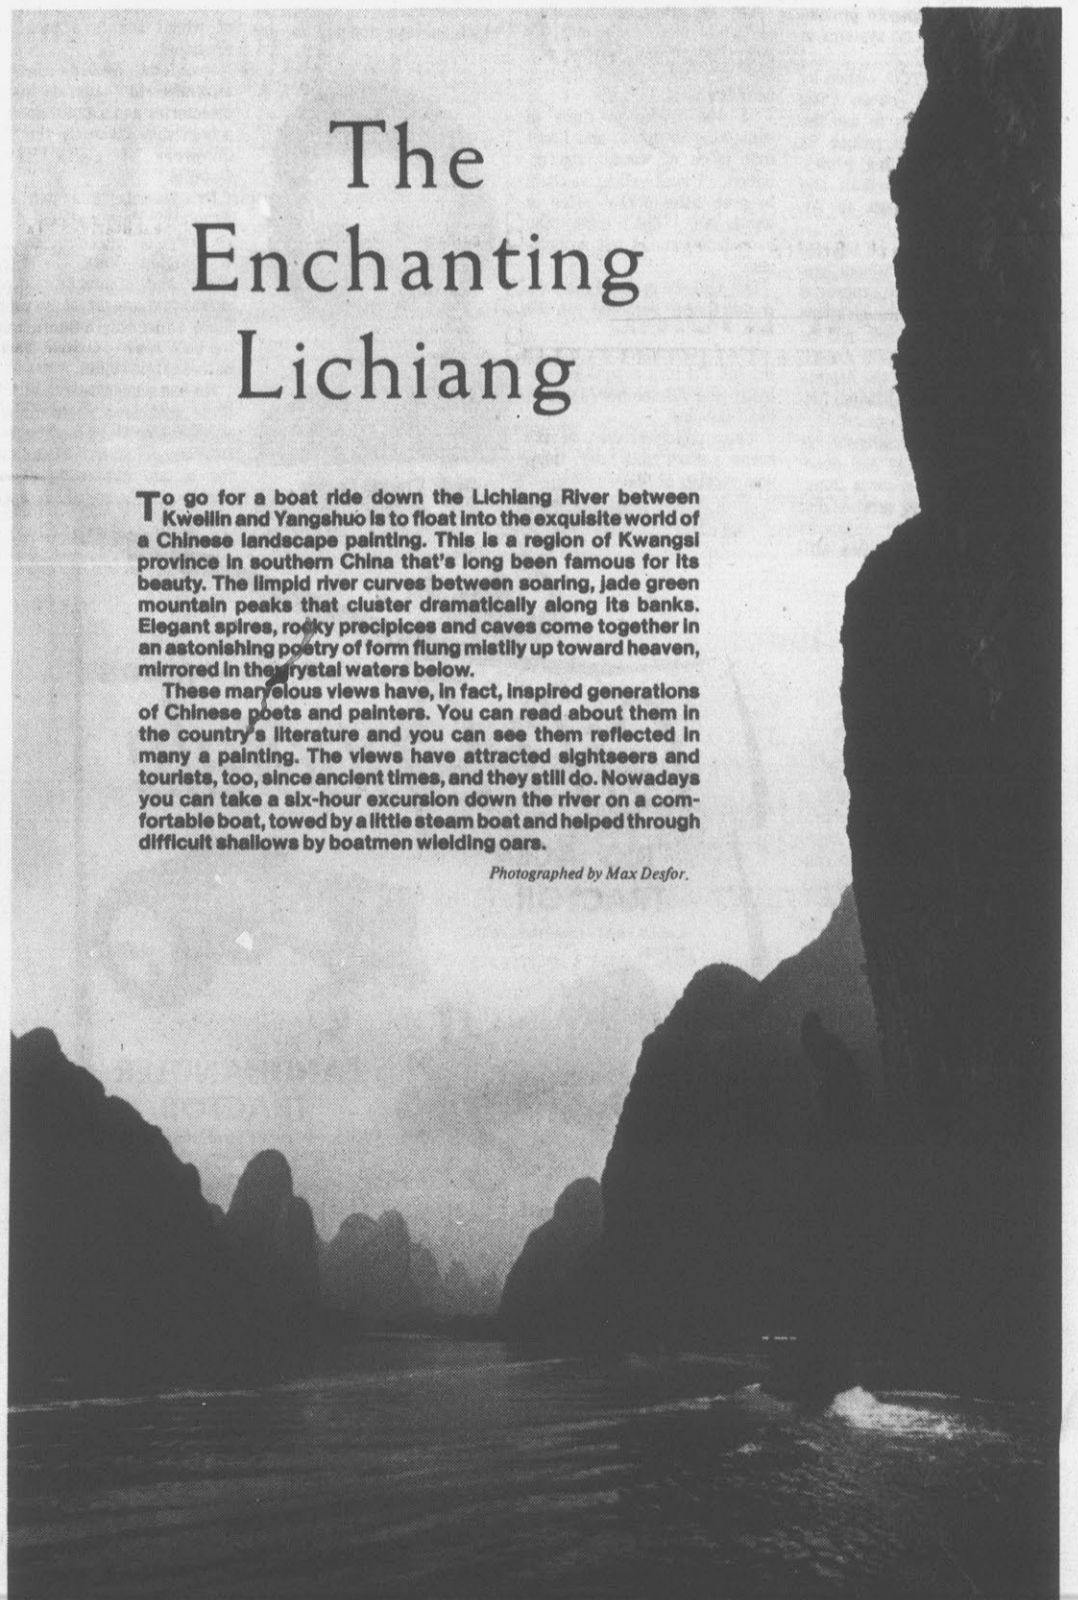 The
Enchanting
Lichiang
To go for a boat ride down the Lichiang River between
Kweilin and Yangshuo is to float into the exquisite world of
a Chinese landscape painting. This is a region of Kwangsi
province in southern China that's long been famous for its
beauty. The limpid river curves between soaring, jade green
mountain peaks that cluster dramatically along its banks.
Elegant spires, rocky precipices and caves come together in
an astonishing poetry of form flung mistily up toward heaven,
mirrored in the crystal waters below.
These marvelous views have, in fact, inspired generations
of Chinese poets and painters. You can read about them in
the country's literature and you can see them reflected in
many a painting. The views have attracted sightseers and
tourists, too, since ancient times, and they still do. Nowadays
you can take a six-hour excursion down the river on a com-
fortable boat, towed by a little steam boat and helped through
difficult shallows by boatmen wielding oars.
Photographed by Max Desfor.